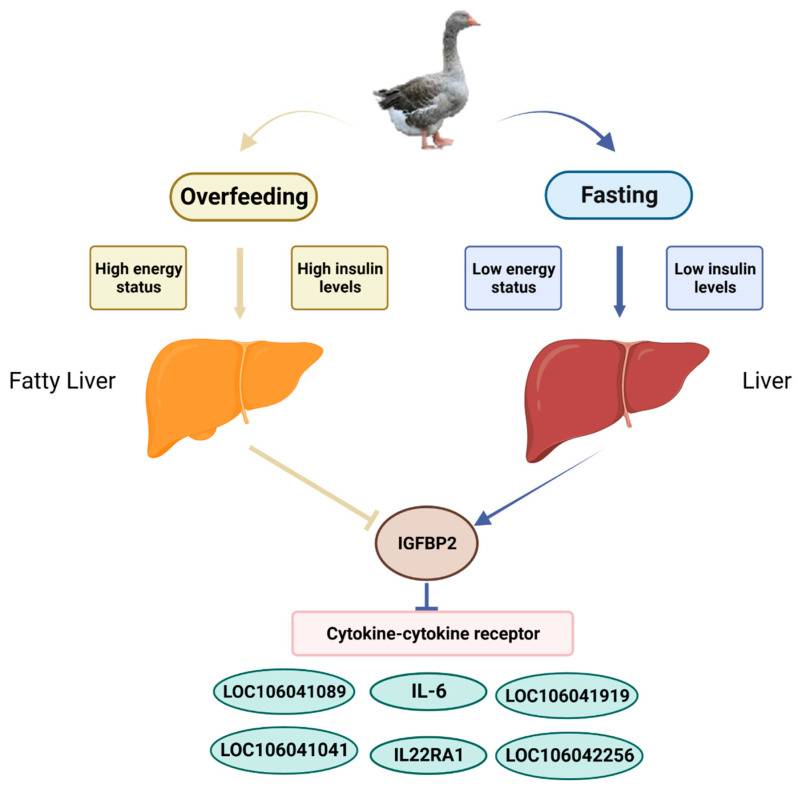 Overfeeding
Fasting
High energy
status
High insulin
levels
Low energy
status
Low insulin
levels
Fatty Liver
Liver
IGFBP2
Cytokine-cytokine receptor
LOC106041089
IL-6
LOC106041919
LOC106041041
IL22RA1
LOC106042256